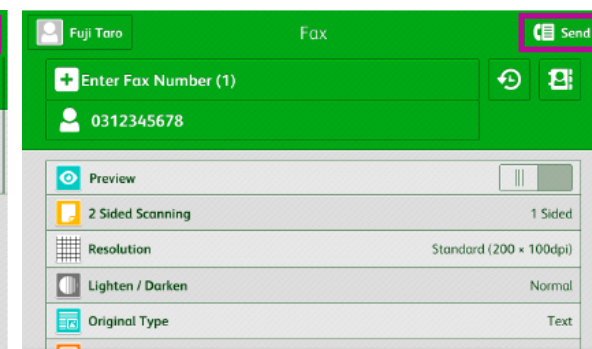 Fuji Taro
Fax
Send
Enter Fax Number (1)
0312345678
Preview
2 Sided Scanning
1 Sided
Resolution
Standard (200 × 100dpi)
Lighten / Darken
Normal
Original Type
Text